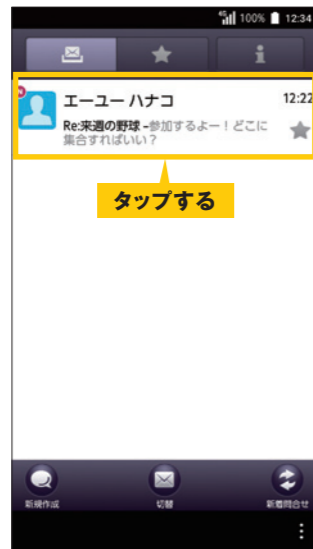 4G 100% 12:34
N
エーユー ハナコ 12:22
Re:来週の野球 -参加するよー！どこに
集合すればいい？
タップする
新規作成 切替 新着問合せ